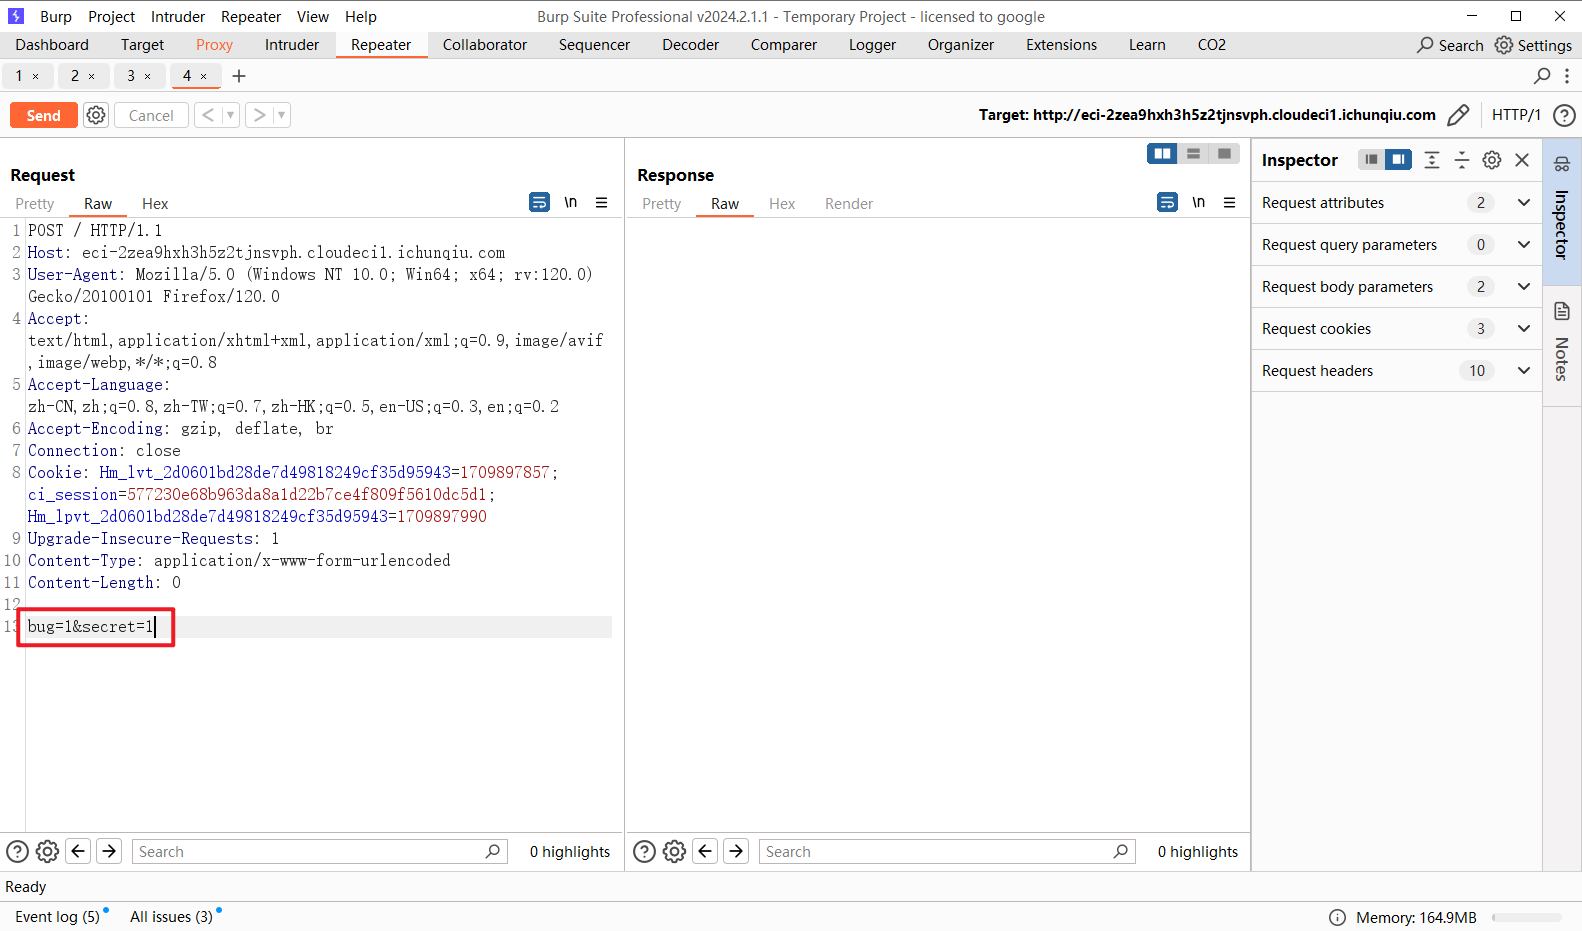 Burp Project Intruder Repeater View Help Burp Suite Professional v2024.2.1.1 - Temporary Project - licensed to google
Dashboard Target Proxy Intruder Repeater Collaborator Sequencer Decoder Comparer Logger Organizer Extensions Learn CO2 Search Settings
1 × 2 × 3 × 4 × +
Send Cancel < > Target: http://eci-2zea9hxh3h5z2tjnsvph.cloudeci1.ichunqiu.com HTTP/1 ?
Request
Pretty Raw Hex \n
1 POST / HTTP/1.1
2 Host: eci-2zea9hxh3h5z2tjnsvph.cloudeci1.ichunqiu.com
3 User-Agent: Mozilla/5.0 (Windows NT 10.0; Win64; x64; rv:120.0)
Gecko/20100101 Firefox/120.0
4 Accept:
text/html,application/xhtml+xml,application/xml;q=0.9,image/avif
,image/webp,*/*;q=0.8
5 Accept-Language:
zh-CN,zh;q=0.8,zh-TW;q=0.7,zh-HK;q=0.5,en-US;q=0.3,en;q=0.2
6 Accept-Encoding: gzip, deflate, br
7 Connection: close
8 Cookie: Hm_lvt_2d0601bd28de7d49818249cf35d95943=1709897857;
ci_session=577230e68b963da8a1d22b7ce4f809f5610dc5d1;
Hm_lpvt_2d0601bd28de7d49818249cf35d95943=1709897990
9 Upgrade-Insecure-Requests: 1
10 Content-Type: application/x-www-form-urlencoded
11 Content-Length: 0
12
13 bug=1&secret=1
? Search 0 highlights
Response
Pretty Raw Hex Render \n
? Search 0 highlights
Inspector
Request attributes 2
Request query parameters 0
Request body parameters 2
Request cookies 3
Request headers 10
Inspector
Notes
Ready
Event log (5) All issues (3) Memory: 164.9MB